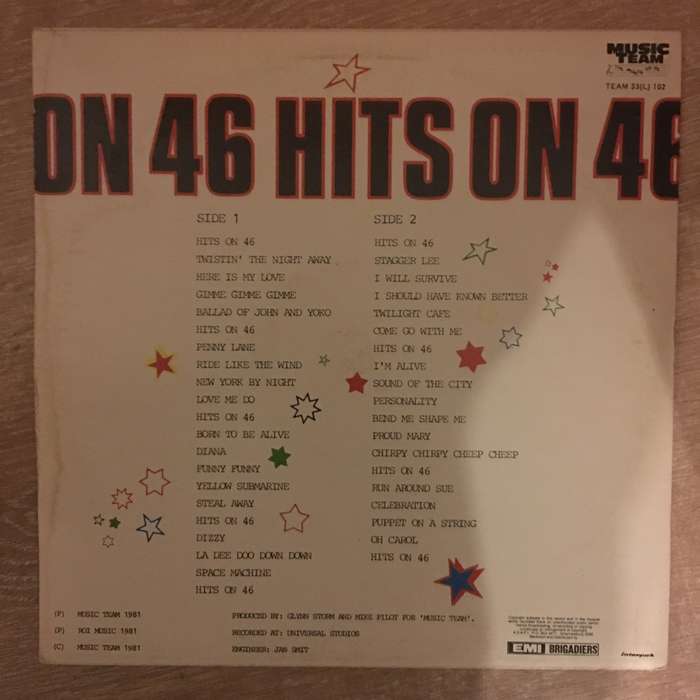 MUSIC
TEAM
TEAM 33(L) 102
ON 46 HITS ON 46
SIDE 1
HITS ON 46
TWISTIN' THE NIGHT AWAY
HERE IS MY LOVE
GIMME GIMME GIMME
BALLAD OF JOHN AND YOKO
HITS ON 46
PENNY LANE
RIDE LIKE THE WIND
NEW YORK BY NIGHT
LOVE ME DO
HITS ON 46
BORN TO BE ALIVE
DIANA
FUNNY FUNNY
YELLOW SUBMARINE
STEAL AWAY
HITS ON 46
DIZZY
LA DEE DOO DOWN DOWN
SPACE MACHINE
HITS ON 46
SIDE 2
HITS ON 46
STAGGER LEE
I WILL SURVIVE
I SHOULD HAVE KNOWN BETTER
TWILIGHT CAFE
COME GO WITH ME
HITS ON 46
I'M ALIVE
SOUND OF THE CITY
PERSONALITY
BEND ME SHAPE ME
PROUD MARY
CHIRPY CHIRPY CHEEP CHEEP
HITS ON 46
RUN AROUND SUE
CELEBRATION
PUPPET ON A STRING
OH CAROL
HITS ON 46
(P) MUSIC TEAM 1981
(P) ROI MUSIC 1981
(C) MUSIC TEAM 1981
PRODUCED BY: GLYNN STORM AND MIKE PILOT FOR 'MUSIC TEAM'.
RECORDED AT: UNIVERSAL STUDIOS
ENGINEER: JAN SMIT
EMI BRIGADIERS
interpak